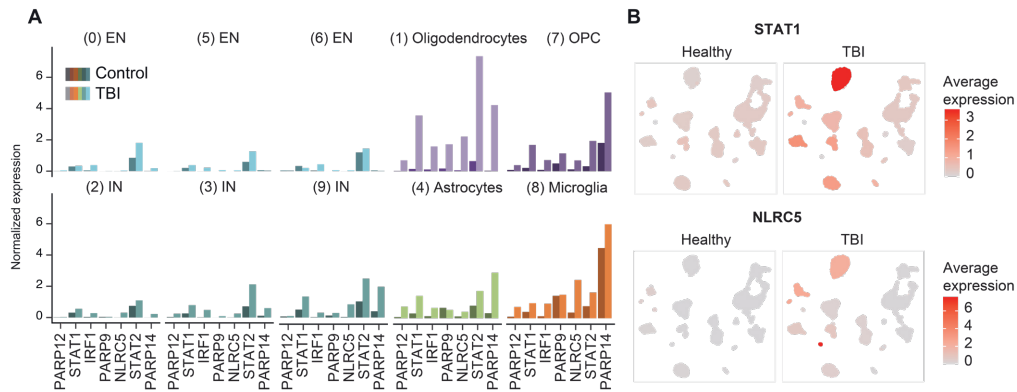 A
(0) EN
(5) EN
(6) EN
(1) Oligodendrocytes
(7) OPC
Control
TBI
6
4
2
0
(2) IN
(3) IN
(9) IN
(4) Astrocytes
(8) Microglia
6
4
2
0
Normalized expression
PARP12
STAT1
IRF1
PARP9
NLRC5
STAT2
PARP14
PARP12
STAT1
IRF1
PARP9
NLRC5
STAT2
PARP14
PARP12
STAT1
IRF1
PARP9
NLRC5
STAT2
PARP14
PARP12
STAT1
IRF1
PARP9
NLRC5
STAT2
PARP14
PARP12
STAT1
IRF1
PARP9
NLRC5
STAT2
PARP14
B
STAT1
Healthy
TBI
Average
expression
3
2
1
0
NLRC5
Healthy
TBI
Average
expression
6
4
2
0